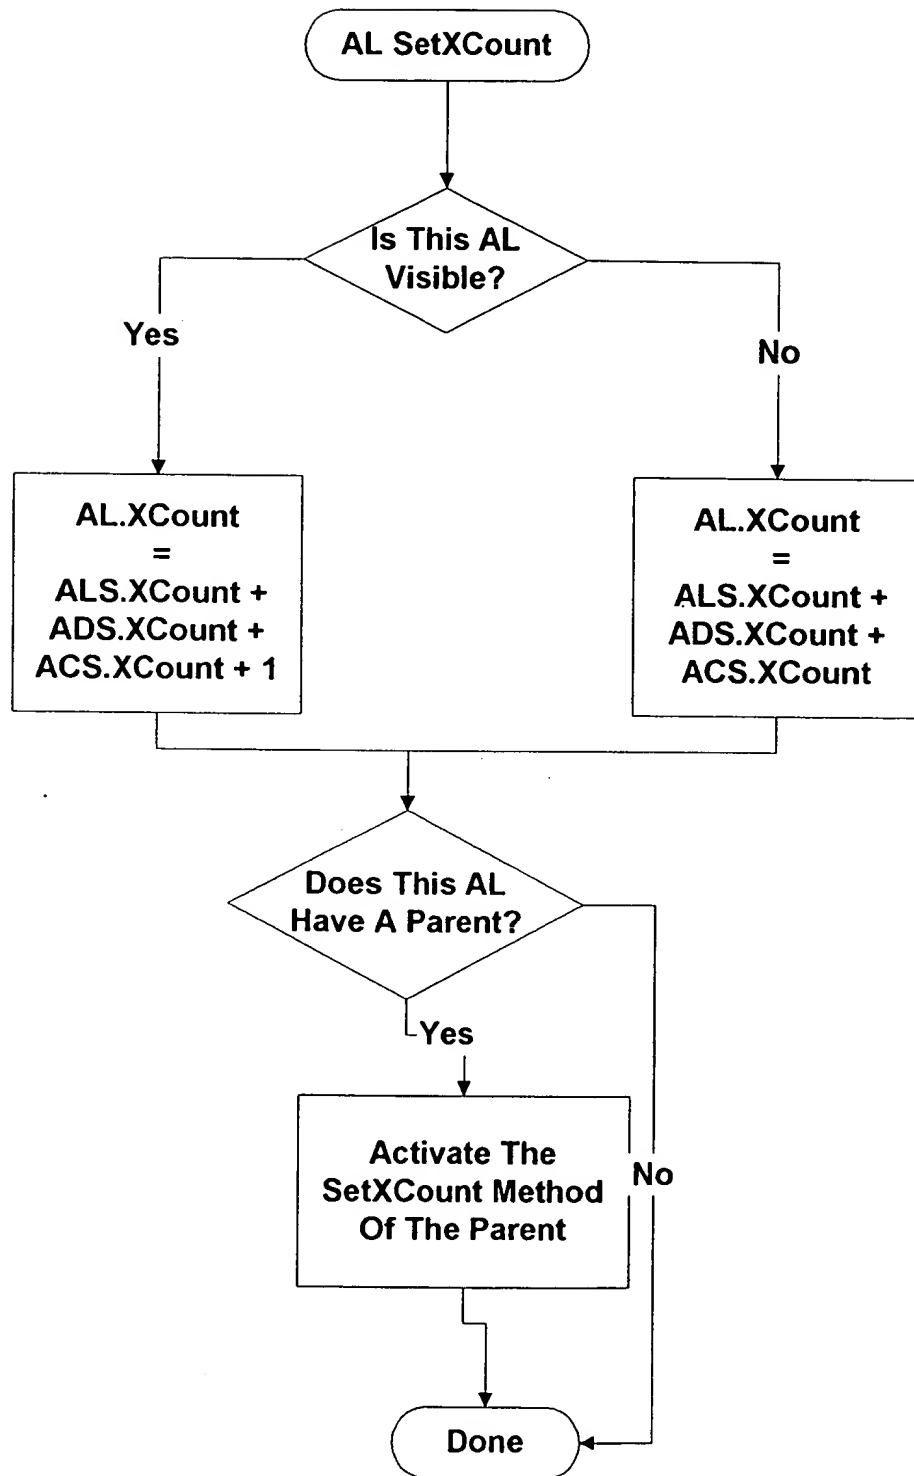 AL SetXCount
Is This AL
Visible?
Yes
No
AL.XCount
=
ALS.XCount +
ADS.XCount +
ACS.XCount + 1
AL.XCount
=
ALS.XCount +
ADS.XCount +
ACS.XCount
Does This AL
Have A Parent?
Yes
Activate The
SetXCount Method
Of The Parent
No
Done